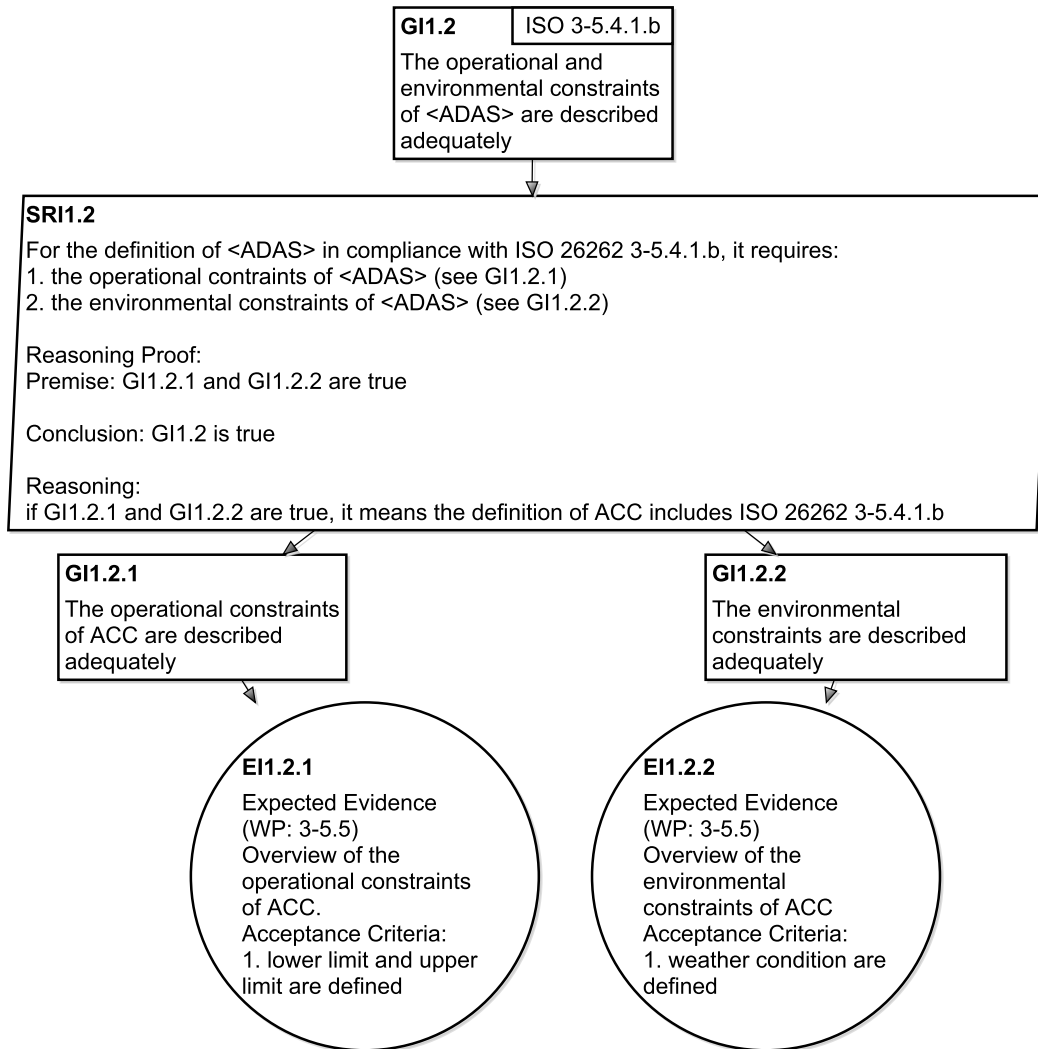 GI1.2
ISO 3-5.4.1.b
The operational and
environmental constraints
of <ADAS> are described
adequately
SRI1.2
For the definition of <ADAS> in compliance with ISO 26262 3-5.4.1.b, it requires:
1. the operational contraints of <ADAS> (see GI1.2.1)
2. the environmental constraints of <ADAS> (see GI1.2.2)
Reasoning Proof:
Premise: GI1.2.1 and GI1.2.2 are true
Conclusion: GI1.2 is true
Reasoning:
if GI1.2.1 and GI1.2.2 are true, it means the definition of ACC includes ISO 26262 3-5.4.1.b
GI1.2.1
The operational constraints
of ACC are described
adequately
GI1.2.2
The environmental
constraints are described
adequately
EI1.2.1
Expected Evidence
(WP: 3-5.5)
Overview of the
operational constraints
of ACC.
Acceptance Criteria:
1. lower limit and upper
limit are defined
EI1.2.2
Expected Evidence
(WP: 3-5.5)
Overview of the
environmental
constraints of ACC
Acceptance Criteria:
1. weather condition are
defined